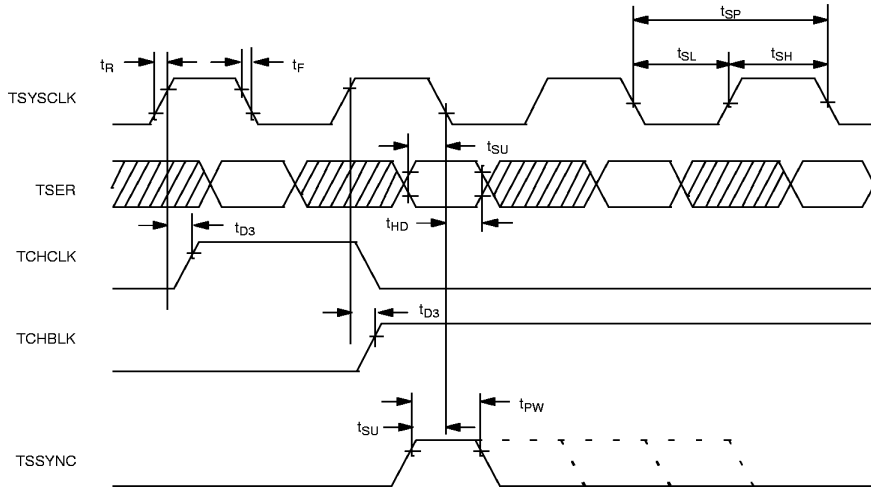 tSP
tR
tF
tSL
tSH
TSYSCLK
tSU
TSER
tHD
tD3
TCHCLK
tD3
TCHBLK
tPW
tSU
TSSYNC